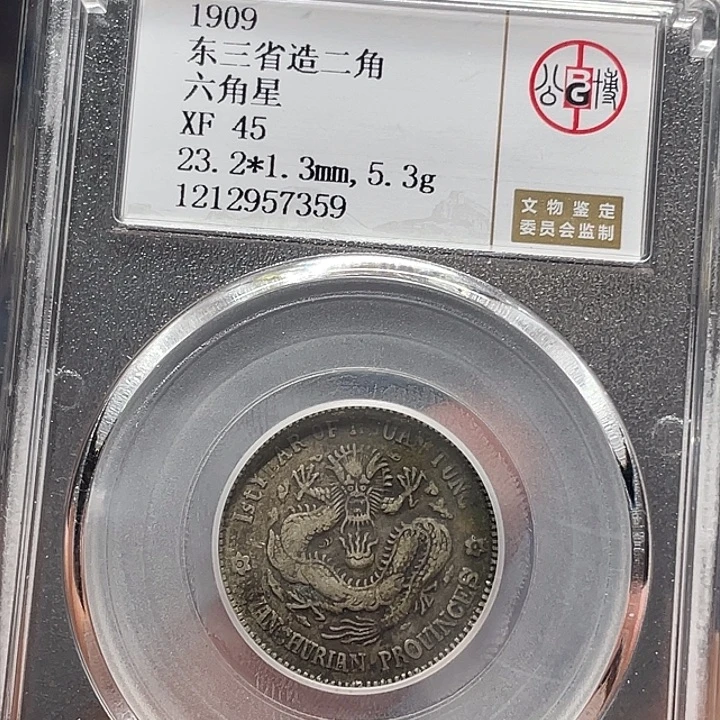 1909
东三省造二角
六角星
XF 45
23.2*1.3mm, 5.3g
1212957359
公博
BG
文物鉴定
委员会监制
1ST YEAR OF HSUAN TUNG
MANCHURIAN PROVINCES